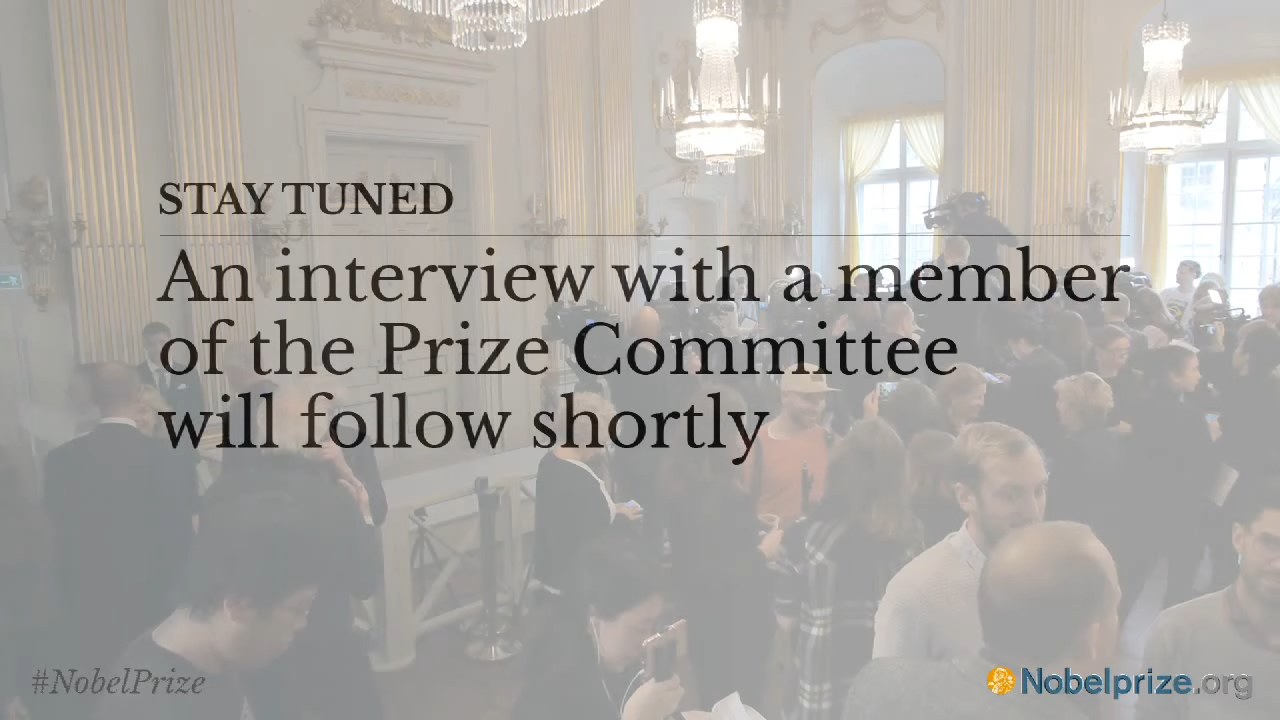 STAY TUNED
An interview with a member
of the Prize Committee
will follow shortly
#NobelPrize
Nobelprize.org